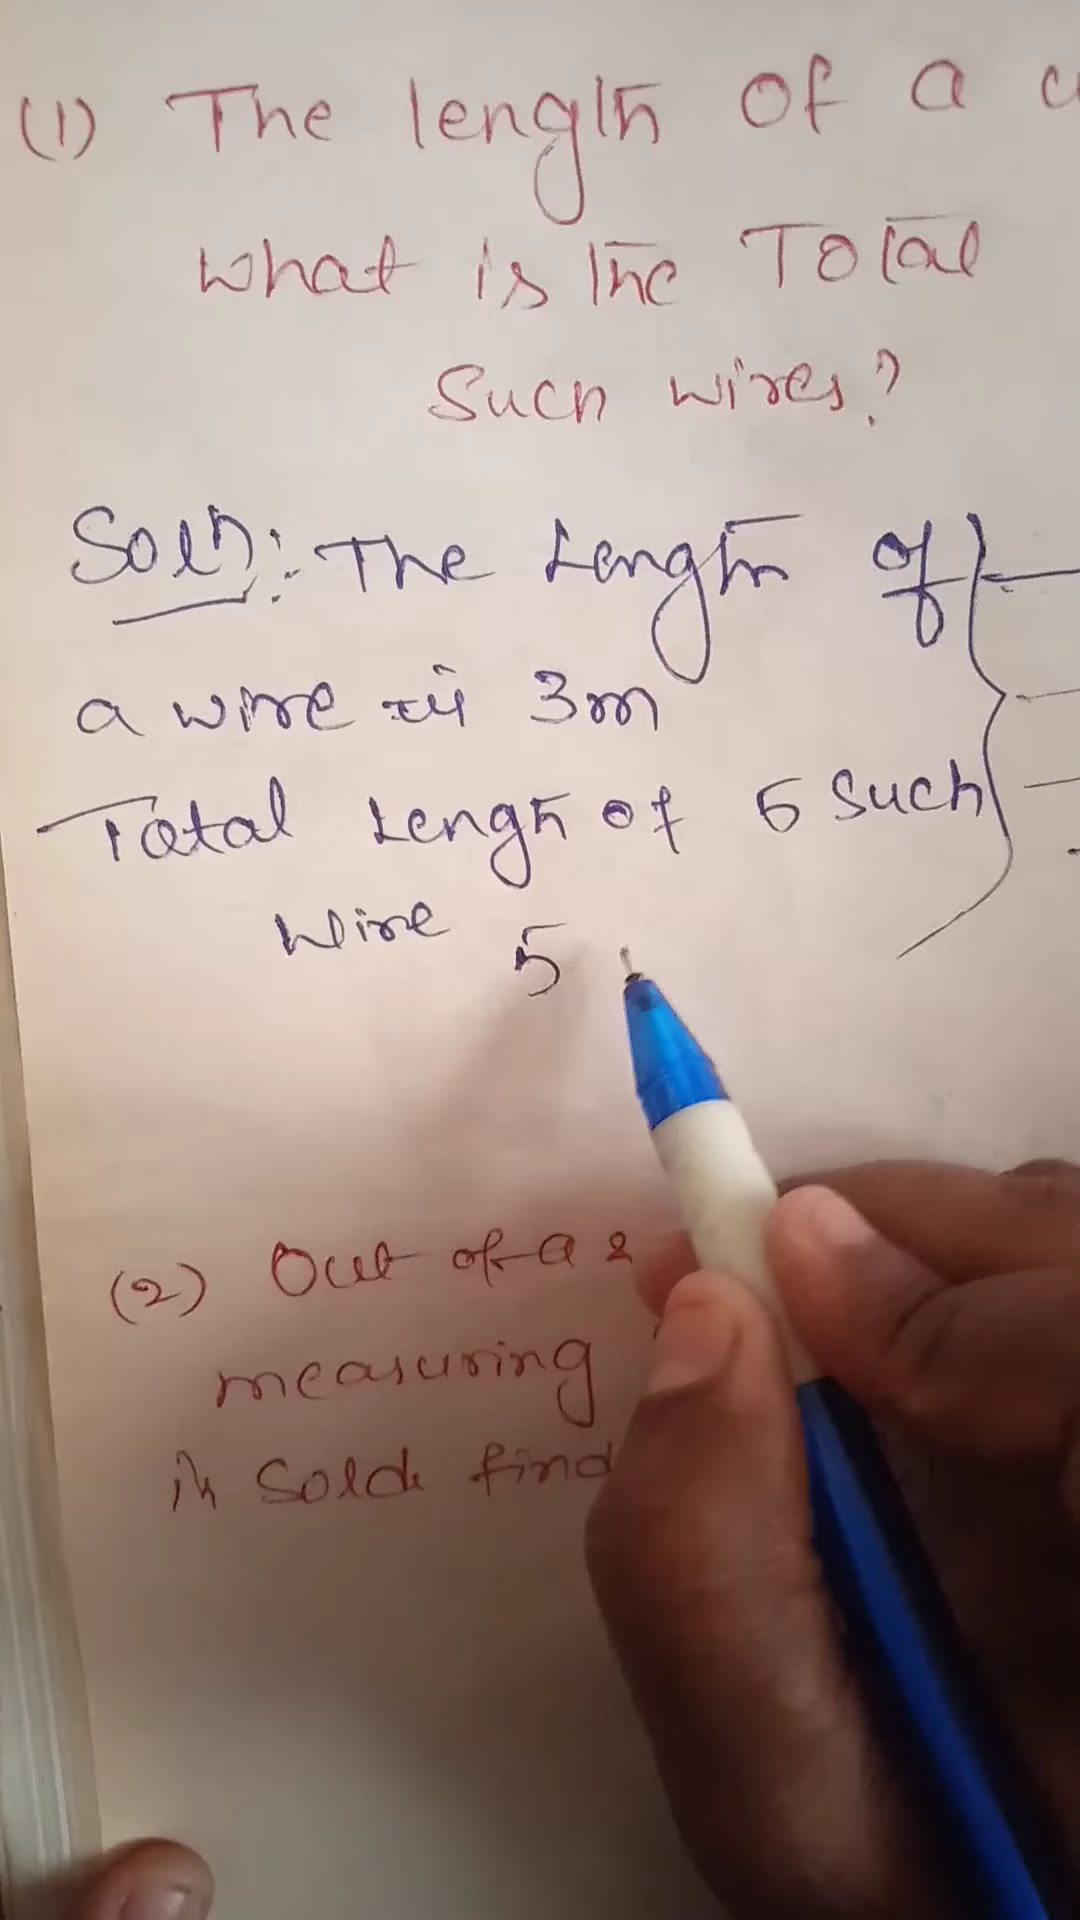 (1) The length of a
what is the Total
Such wires?
Soln: The Length of
a wire is 3m
Total Length of 5 such
wire 5
(2) Out of a
measuring
is Solde find